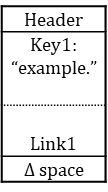 Header
Key1:
“example.”
Link1
Δ space